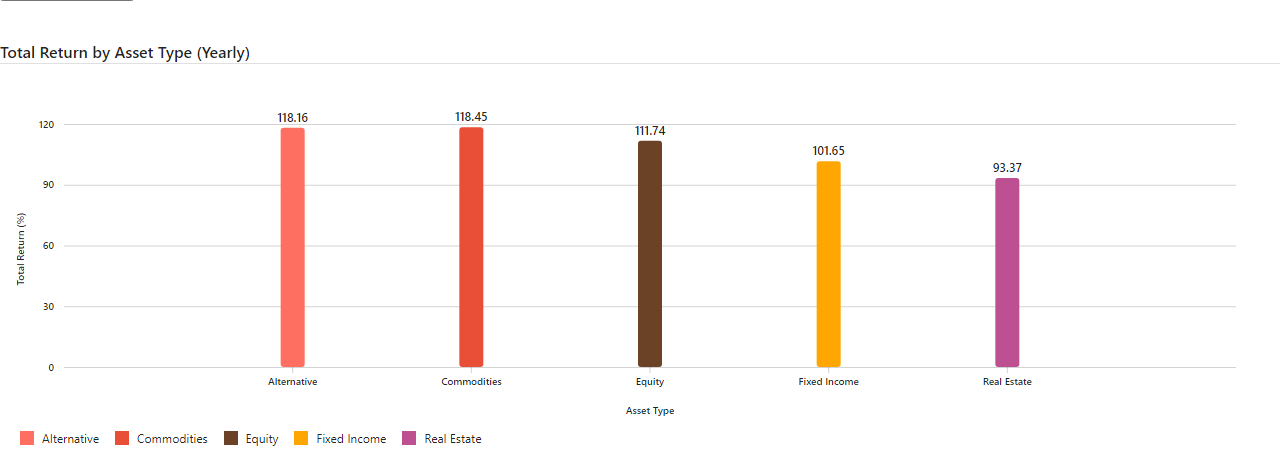 Total Return by Asset Type (Yearly)
118.16
118.45
111.74
101.65
93.37
120
90
60
30
0
Total Return (%)
Alternative Commodities Equity Fixed Income Real Estate
Asset Type
Alternative Commodities Equity Fixed Income Real Estate